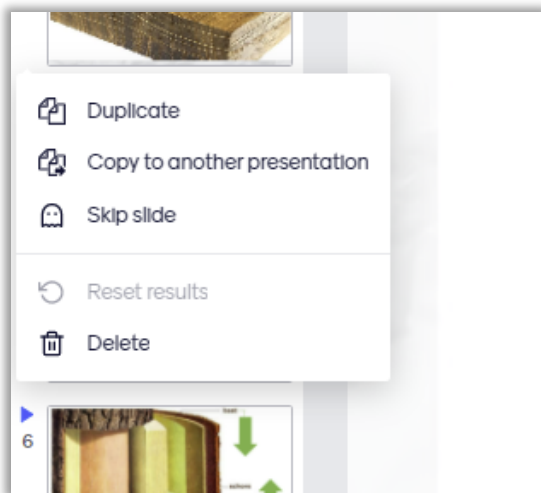 Duplicate
Copy to another presentation
Skip slide
Reset results
Delete
6